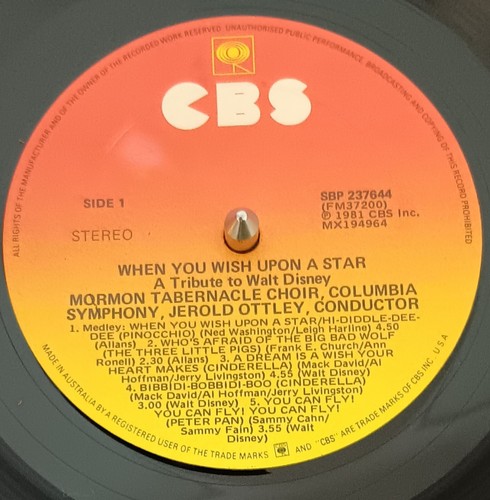 ALL RIGHTS OF THE MANUFACTURER AND OF THE OWNER OF THE RECORDED WORK RESERVED. UNAUTHORISED PUBLIC PERFORMANCE, BROADCASTING AND COPYING OF THIS RECORD PROHIBITED
CBS
SIDE 1
STEREO
SBP 237644
(FM37200)
℗ 1981 CBS Inc.
MX194964
WHEN YOU WISH UPON A STAR
A Tribute to Walt Disney
MORMON TABERNACLE CHOIR, COLUMBIA
SYMPHONY, JEROLD OTTLEY, CONDUCTOR
1. Medley: WHEN YOU WISH UPON A STAR/HI-DIDDLE-DEE-
DEE (PINOCCHIO) (Ned Washington/Leigh Harline) 4.50
(Allans) 2. WHO'S AFRAID OF THE BIG BAD WOLF
(THE THREE LITTLE PIGS) (Frank E. Church/Ann
Ronell) 2.30 (Allans) 3. A DREAM IS A WISH YOUR
HEART MAKES (CINDERELLA) (Mack David/Al
Hoffman/Jerry Livingston) 4.55 (Walt Disney)
4. BIBBIDI-BOBBIDI-BOO (CINDERELLA)
(Mack David/Al Hoffman/Jerry Livingston)
3.00 (Walt Disney) 5. YOU CAN FLY!
YOU CAN FLY! YOU CAN FLY!
(PETER PAN) (Sammy Cahn/
Sammy Fain) 3.55 (Walt
Disney)
MADE IN AUSTRALIA BY A REGISTERED USER OF THE TRADE MARKS AND "CBS" ARE TRADE MARKS OF CBS INC. U.S.A